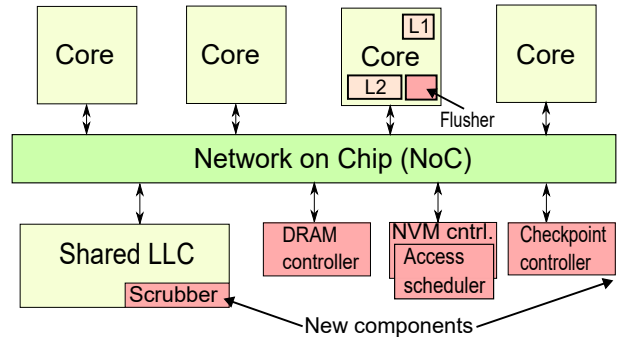 Core
Core
L1
Core
L2
Core
Flusher
Network on Chip (NoC)
Shared LLC
Scrubber
DRAM
controller
NVM cntrl.
Access
scheduler
Checkpoint
controller
New components